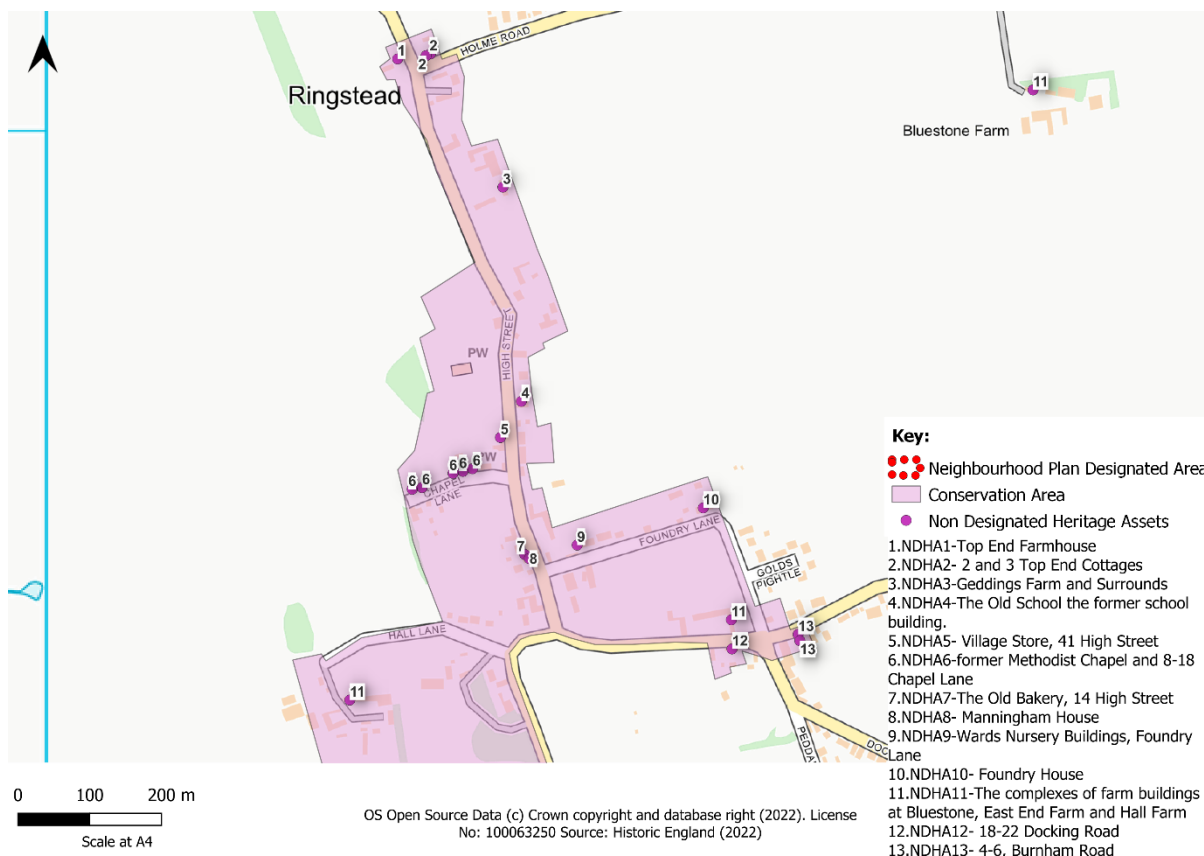 1
2
2
HOLME ROAD
Ringstead
11
Bluestone Farm
3
HIGH STREET
PW
4
5
PW
6
6
6
6
6
CHAPEL
LANE
10
FOUNDRY LANE
9
7
8
GOLDS
PIGHTLE
11
13
12
13
HALL LANE
11
PEDDA
DOC
Key:
Neighbourhood Plan Designated Area
Conservation Area
Non Designated Heritage Assets
1.NDHA1-Top End Farmhouse
2.NDHA2- 2 and 3 Top End Cottages
3.NDHA3-Geddings Farm and Surrounds
4.NDHA4-The Old School the former school
building.
5.NDHA5- Village Store, 41 High Street
6.NDHA6-former Methodist Chapel and 8-18
Chapel Lane
7.NDHA7-The Old Bakery, 14 High Street
8.NDHA8- Manningham House
9.NDHA9-Wards Nursery Buildings, Foundry
Lane
10.NDHA10- Foundry House
11.NDHA11-The complexes of farm buildings
at Bluestone, East End Farm and Hall Farm
12.NDHA12- 18-22 Docking Road
13.NDHA13- 4-6, Burnham Road
0 100 200 m
Scale at A4
OS Open Source Data (c) Crown copyright and database right (2022). License
No: 100063250 Source: Historic England (2022)